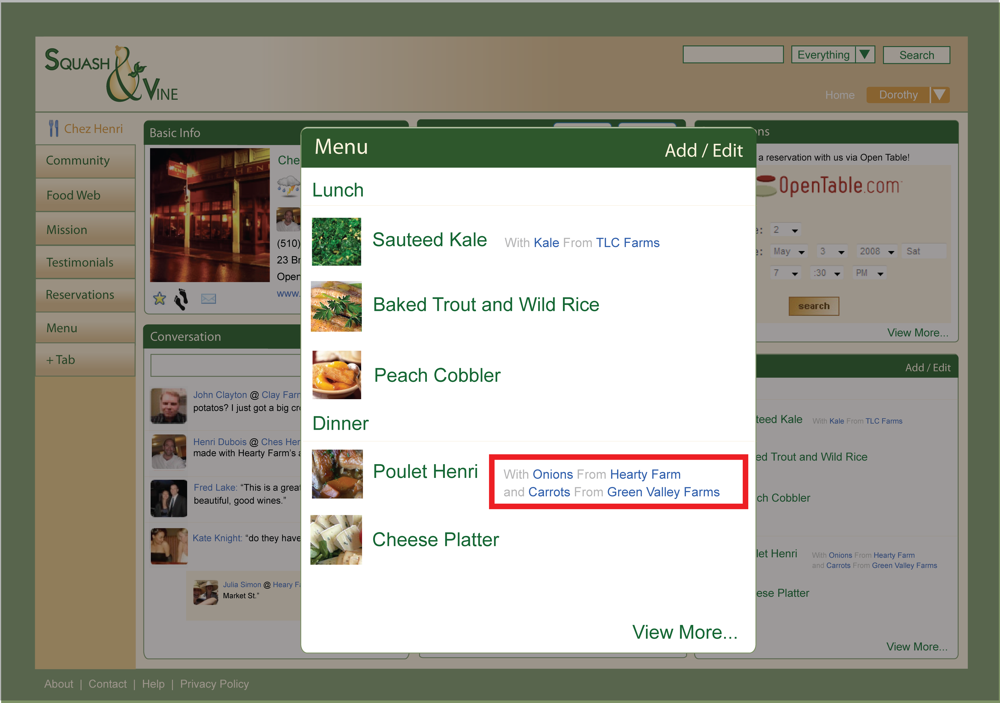 SQUASH & VINE
Everything
Search
Home
Dorothy
Chez Henri
Community
Food Web
Mission
Testimonials
Reservations
Menu
+ Tab
Basic Info
HENRI
CHEZ HENRI
Che
(510)
23 Br
Open
www.
Conversation
John Clayton @ Clay Farn
potatos? I just got a big cr
Henri Dubois @ Ches Her
made with Hearty Farm's a
Fred Lake: “This is a great
beautiful, good wines.”
Kate Knight: “do they have
Julia Simon @ Heary Fa
Market St.”
Menu
Add / Edit
Lunch
Sauteed Kale With Kale From TLC Farms
Baked Trout and Wild Rice
Peach Cobbler
Dinner
Poulet Henri
With Onions From Hearty Farm
and Carrots From Green Valley Farms
Cheese Platter
View More...
ons
a reservation with us via Open Table!
OpenTable.com
e: 2
e: May 3 2008 Sat
7 :30 PM
search
View More...
Add / Edit
teed Kale With Kale From TLC Farms
ed Trout and Wild Rice
ch Cobbler
let Henri
With Onions From Hearty Farm
and Carrots From Green Valley Farms
ese Platter
View More...
About | Contact | Help | Privacy Policy